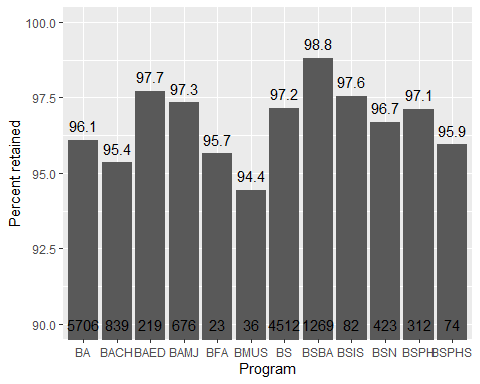 100.0
97.5
95.0
92.5
90.0
Percent retained
96.1 95.4 97.7 97.3 95.7 94.4 97.2 98.8 97.6 96.7 97.1 95.9
5706 839 219 676 23 36 4512 1269 82 423 312 74
BA BACH BAED BAMJ BFA BMUS BS BSBA BSIS BSN BSPH BSPHS
Program